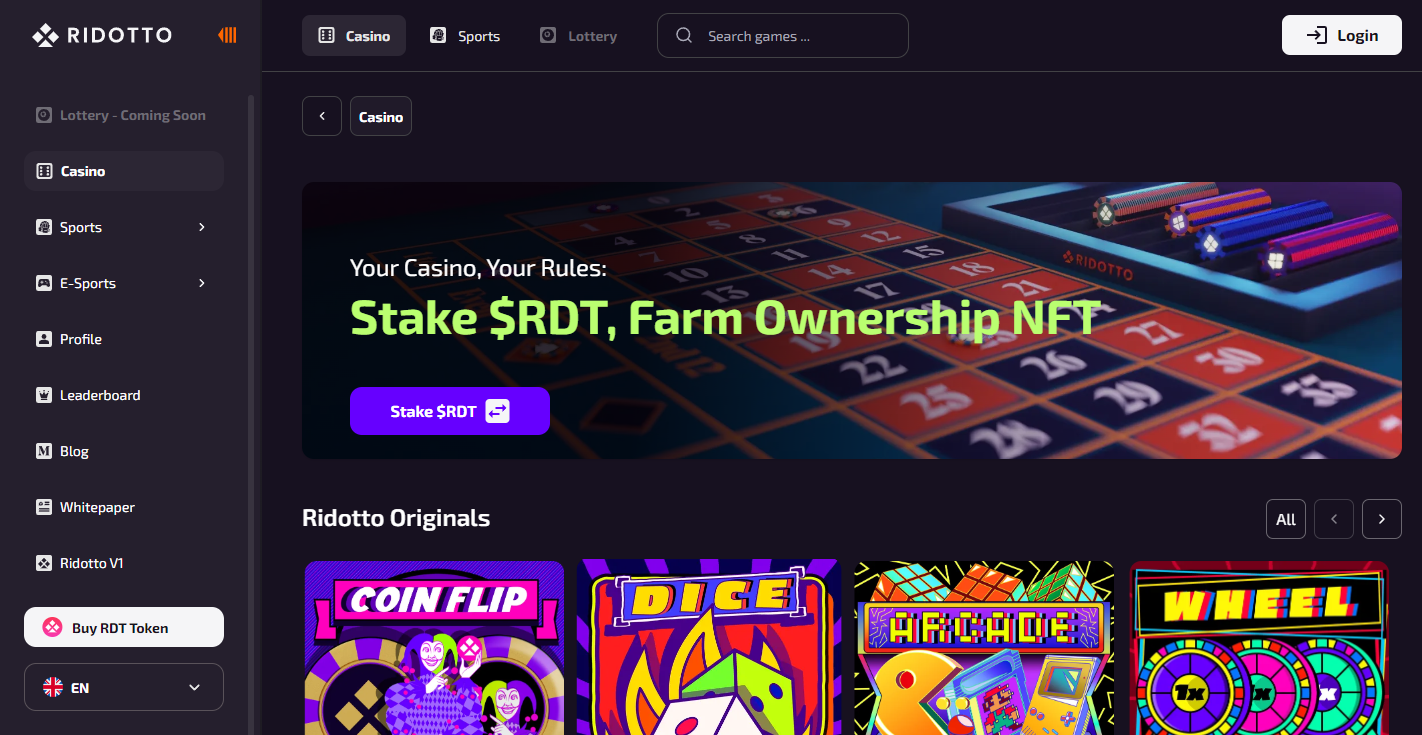 RIDOTTO
Casino
Sports
Lottery
Search games ...
Login
Lottery - Coming Soon
Casino
Sports
E-Sports
Profile
Leaderboard
Blog
Whitepaper
Ridotto V1
Buy RDT Token
EN
Casino
Your Casino, Your Rules:
Stake $RDT, Farm Ownership NFT
Stake $RDT
RIDOTTO
Ridotto Originals
All
COIN FLIP
DICE
ARCADE
WHEEL
1x
x
x